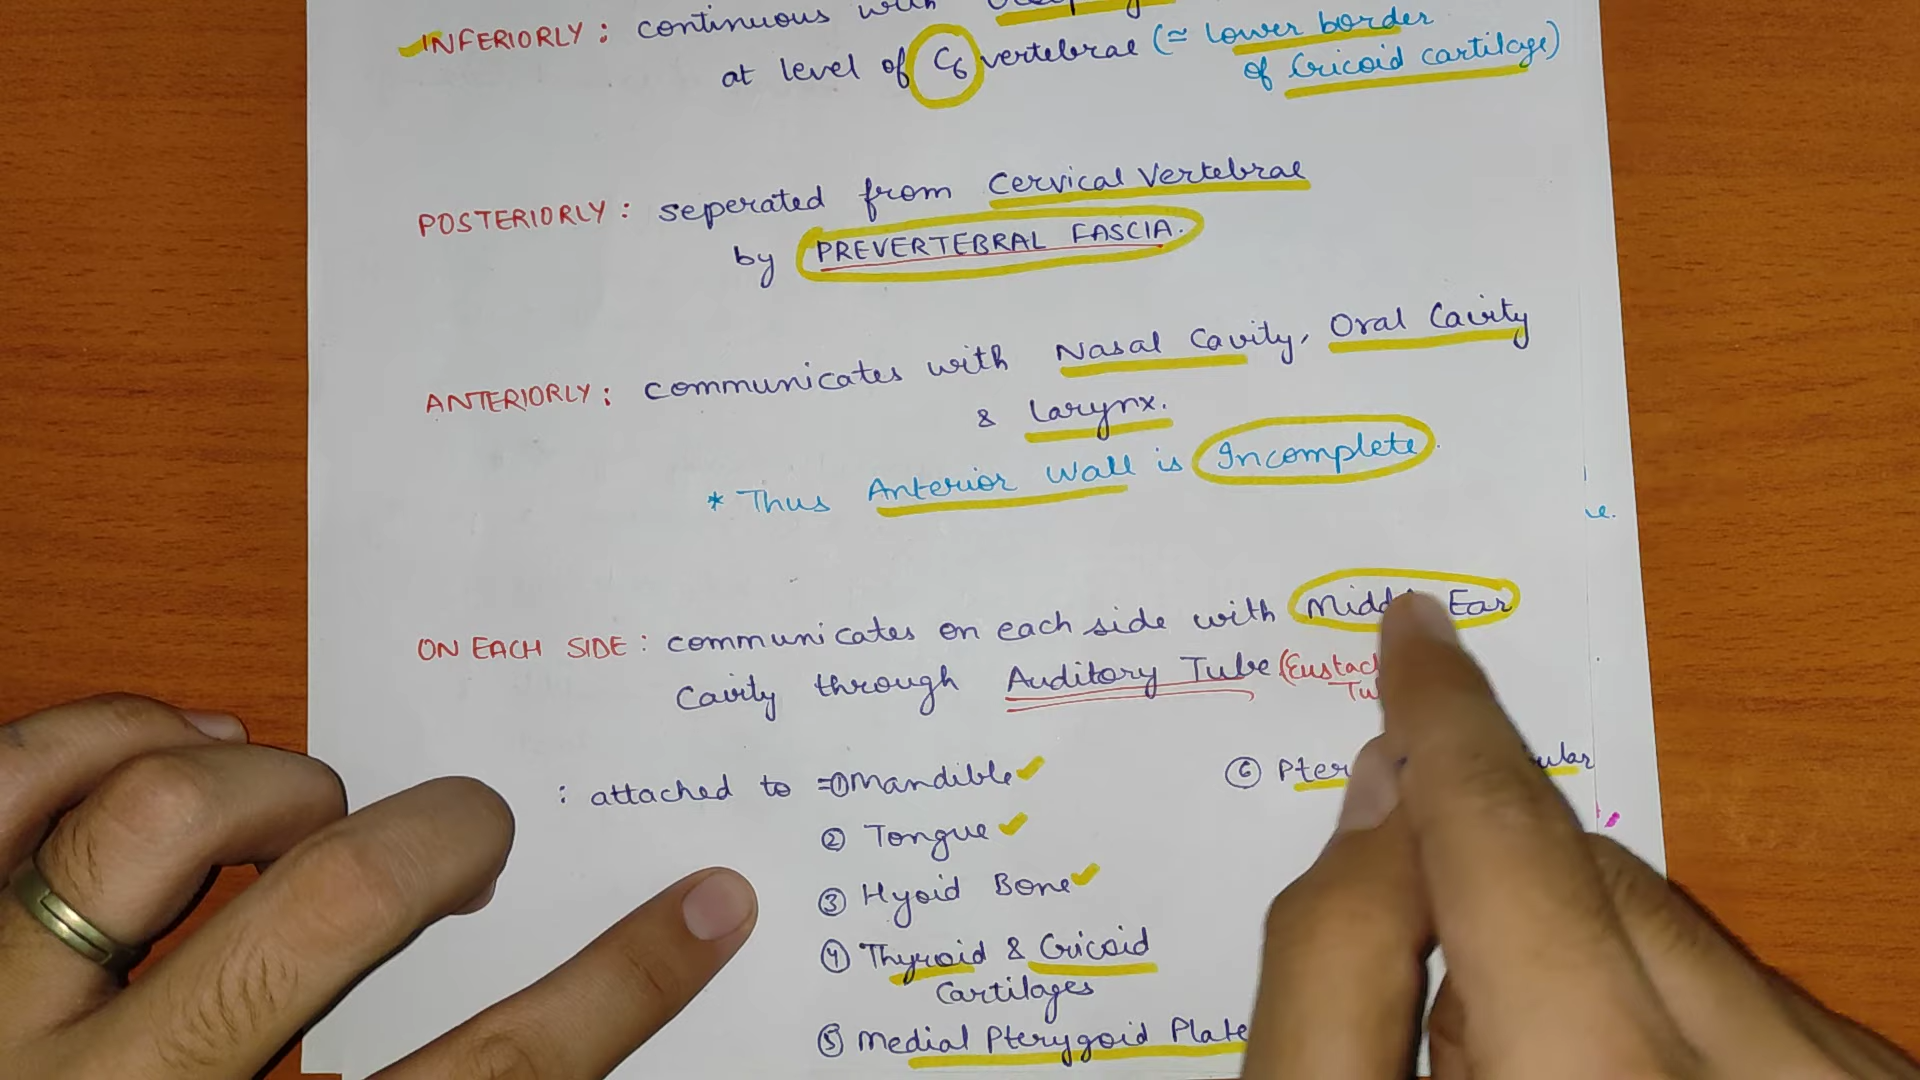 INFERIORLY : continuous with
at level of C6 vertebrae (≃ lower border
of Cricoid cartilage)
POSTERIORLY : seperated from Cervical Vertebrae
by PREVERTEBRAL FASCIA.
ANTERIORLY : communicates with Nasal Cavity, Oral Cavity
& larynx.
* Thus Anterior Wall is Incomplete.
ON EACH SIDE : communicates on each side with Ear
Cavity through Auditory Tube
: attached to = ① Mandible ✓
② Tongue ✓
③ Hyoid Bone ✓
④ Thyroid & Cricoid
Cartilages
⑤ Medial Pterygoid Plate
⑥